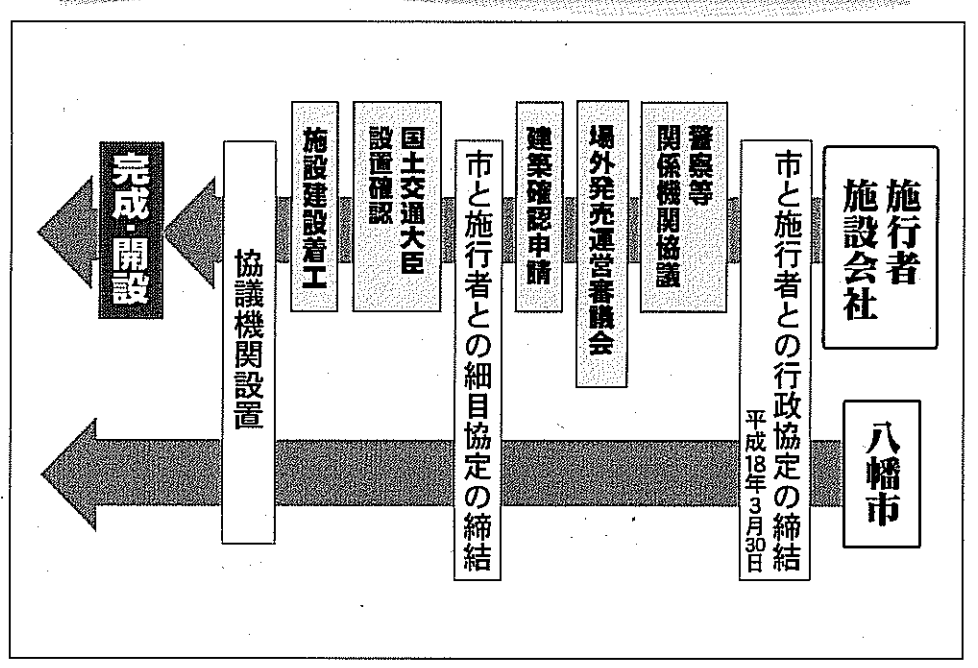 施行者
施設会社
八幡市
市と施行者との行政協定の締結
平成18年3月30日
警察等
関係機関協議
場外発売運営審議会
建築確認申請
市と施行者との細目協定の締結
国土交通大臣
設置確認
施設建設着工
協議機関設置
完成・開設